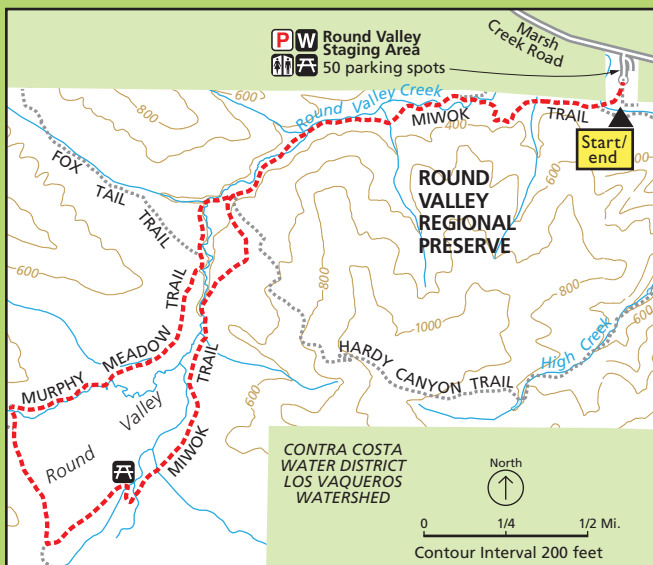 Marsh
Creek Road
P W Round Valley
Staging Area
50 parking spots
Round Valley Creek
MIWOK TRAIL
Start/
end
600
800
600
400
600
800
FOX TAIL TRAIL
ROUND
VALLEY
REGIONAL
PRESERVE
600
800
1000
800
600
High Creek
HARDY CANYON TRAIL
MURPHY MEADOW TRAIL
MIWOK TRAIL
600
Round Valley
CONTRA COSTA
WATER DISTRICT
LOS VAQUEROS
WATERSHED
North
0 1/4 1/2 Mi.
Contour Interval 200 feet